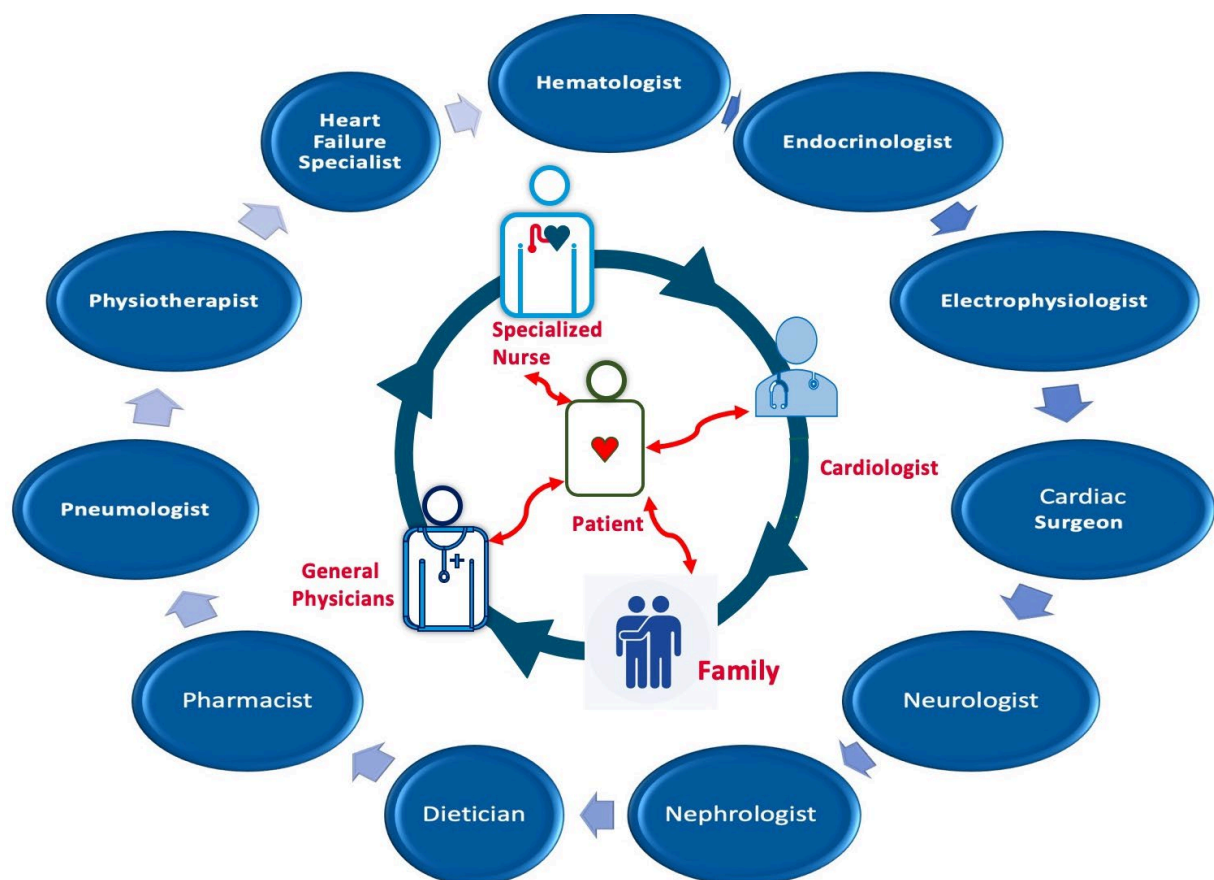 Hematologist
Heart
Failure
Specialist
Endocrinologist
Physiotherapist
Electrophysiologist
Specialized
Nurse
Cardiologist
Pneumologist
Cardiac
Surgeon
Patient
General
Physicians
Family
Pharmacist
Neurologist
Dietician
Nephrologist